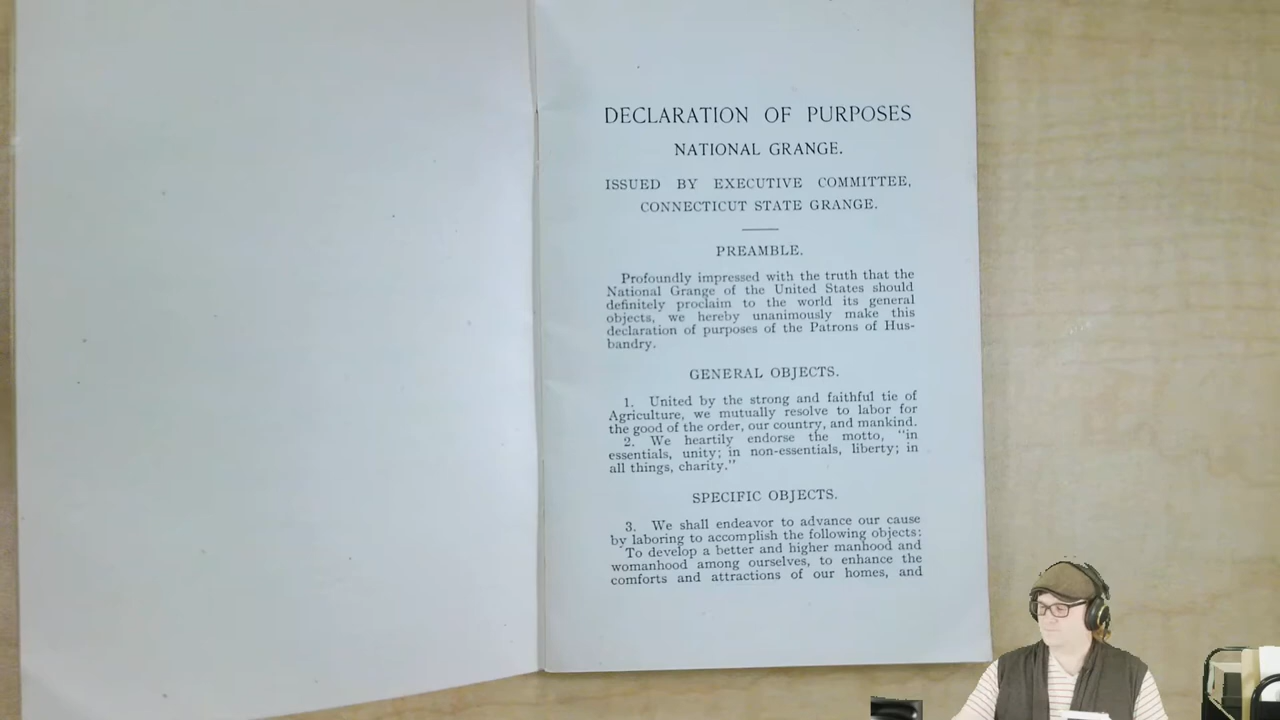 DECLARATION OF PURPOSES
NATIONAL GRANGE.
ISSUED BY EXECUTIVE COMMITTEE,
CONNECTICUT STATE GRANGE.
PREAMBLE.
Profoundly impressed with the truth that the
National Grange of the United States should
definitely proclaim to the world its general
objects, we hereby unanimously make this
declaration of purposes of the Patrons of Hus-
bandry.
GENERAL OBJECTS.
1. United by the strong and faithful tie of
Agriculture, we mutually resolve to labor for
the good of the order, our country, and mankind.
2. We heartily endorse the motto, "in
essentials, unity; in non-essentials, liberty; in
all things, charity."
SPECIFIC OBJECTS.
3. We shall endeavor to advance our cause
by laboring to accomplish the following objects:
To develop a better and higher manhood and
womanhood among ourselves, to enhance the
comforts and attractions of our homes, and